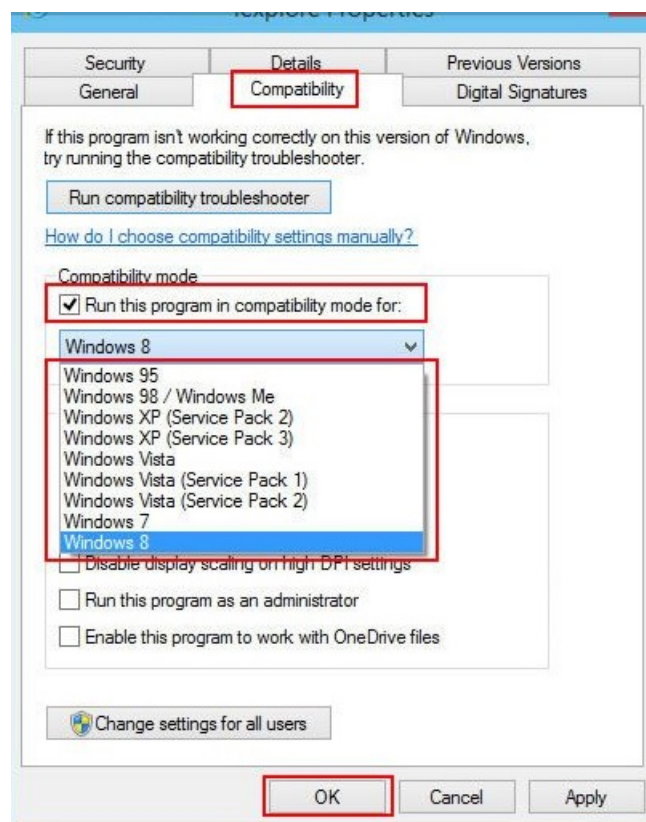 Security Details Previous Versions
General Compatibility Digital Signatures
If this program isn't working correctly on this version of Windows,
try running the compatibility troubleshooter.
Run compatibility troubleshooter
How do I choose compatibility settings manually?
Compatibility mode
Run this program in compatibility mode for:
Windows 8
Windows 95
Windows 98 / Windows Me
Windows XP (Service Pack 2)
Windows XP (Service Pack 3)
Windows Vista
Windows Vista (Service Pack 1)
Windows Vista (Service Pack 2)
Windows 7
Windows 8
Disable display scaling on high DPI settings
Run this program as an administrator
Enable this program to work with OneDrive files
Change settings for all users
OK Cancel Apply